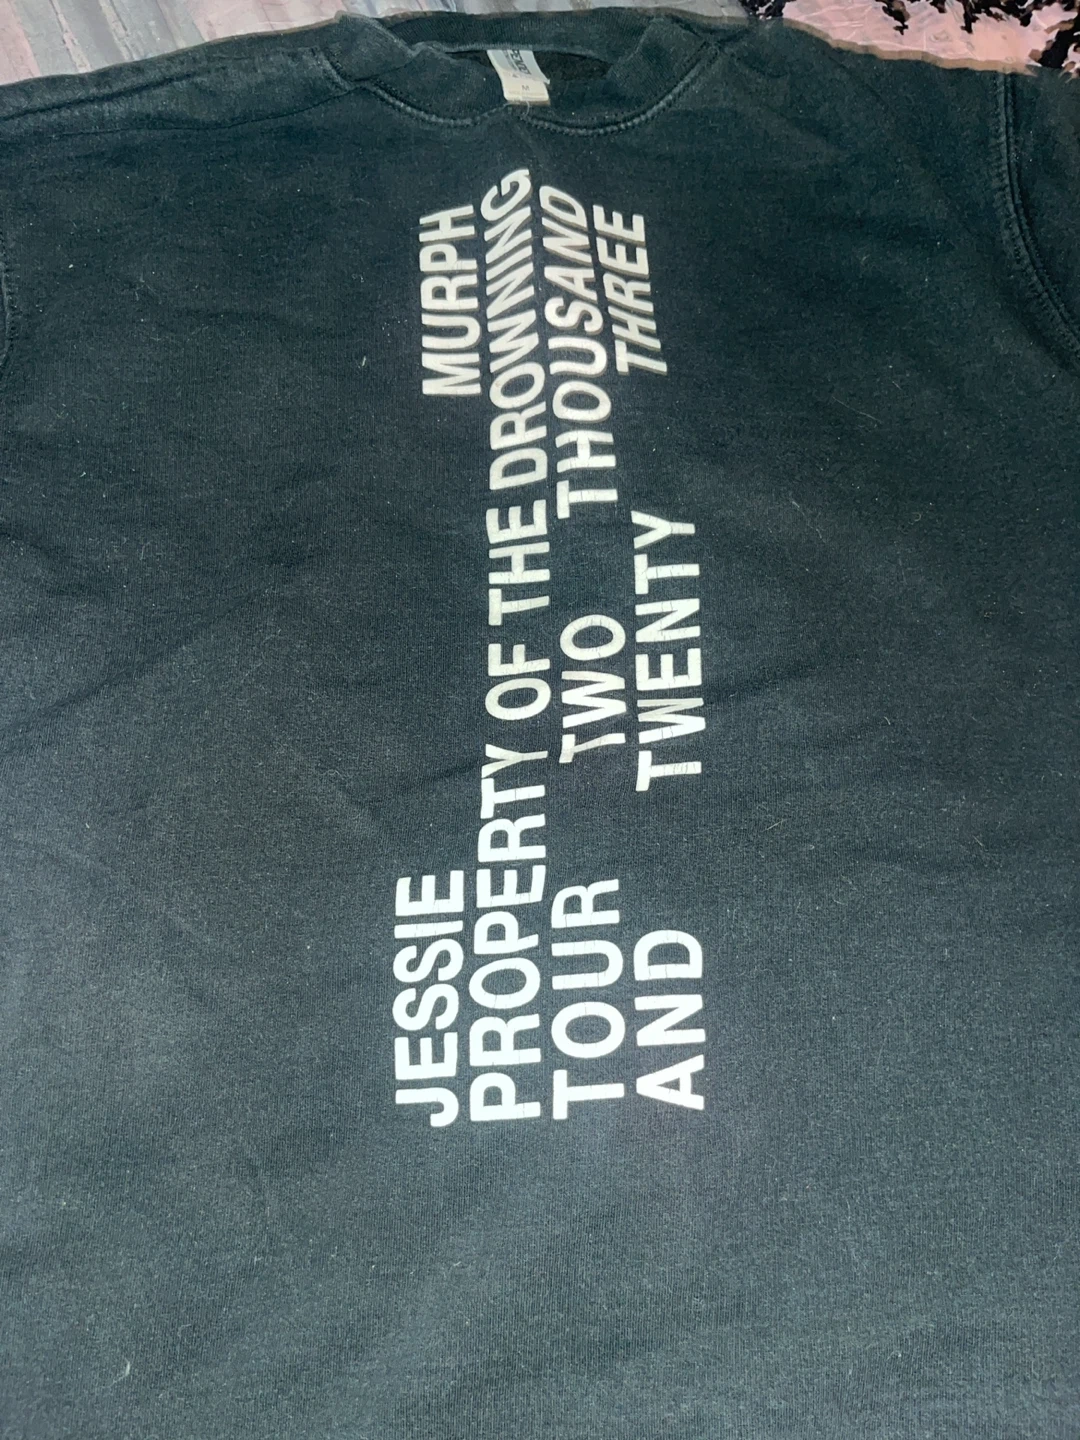 M
JESSIE MURPH
PROPERTY OF THE DROWNING
TOUR TWO THOUSAND
AND TWENTY THREE